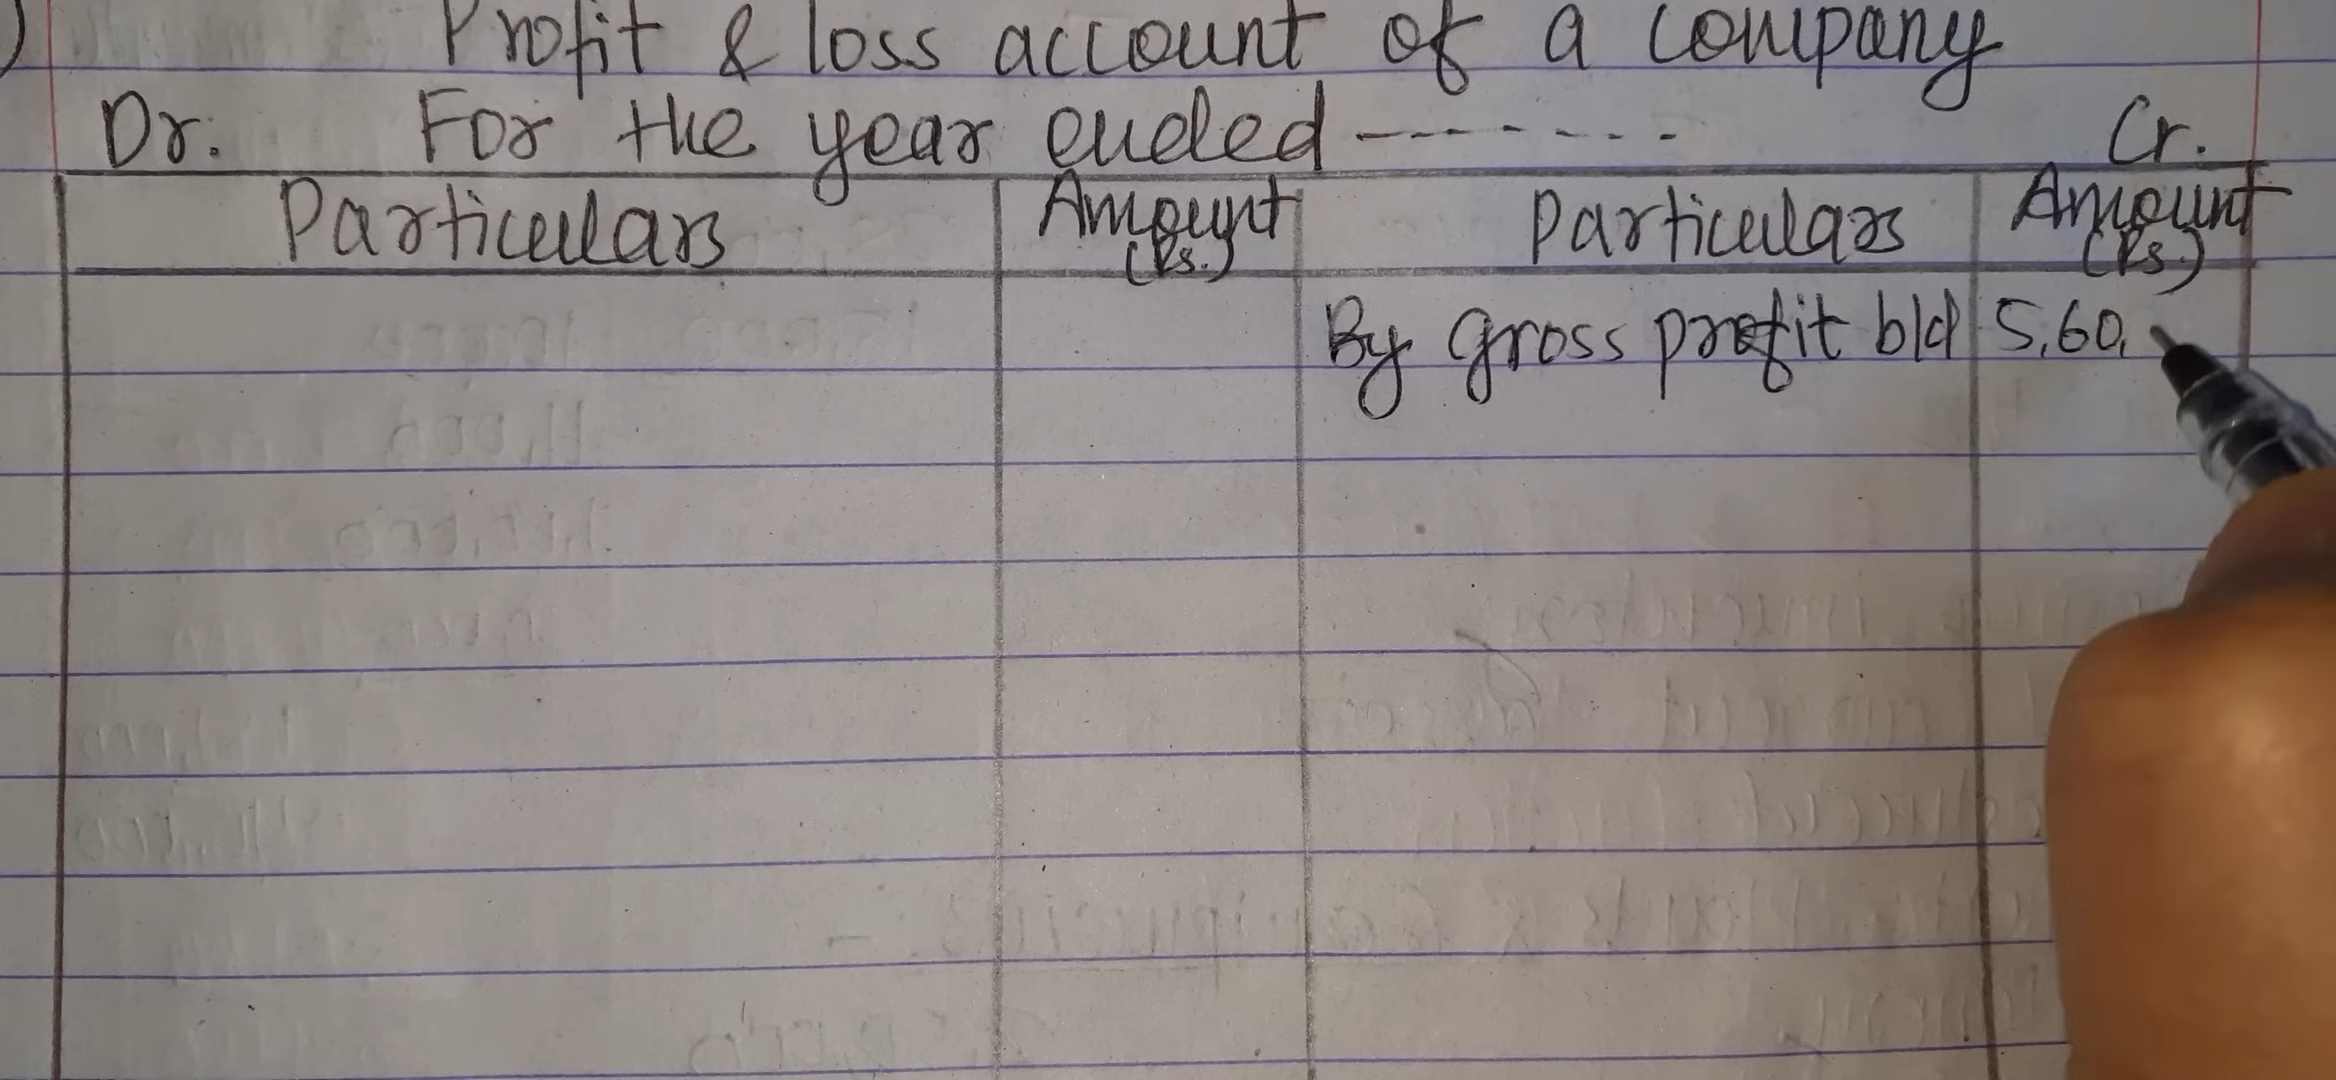 )
Profit & loss account of a company
Dr. For the year ended ------- Cr.
Particulars Amount (Rs.) Particulars Amount (Rs.)
By gross profit b/d 5,60,